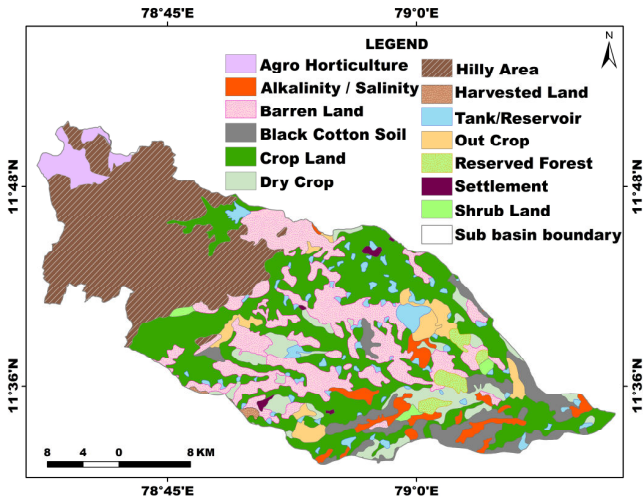 78°45'E 79°0'E
N
LEGEND
Agro Horticulture
Alkalinity / Salinity
Barren Land
Black Cotton Soil
Crop Land
Dry Crop
Hilly Area
Harvested Land
Tank/Reservoir
Out Crop
Reserved Forest
Settlement
Shrub Land
Sub basin boundary
11°48'N 11°48'N
11°36'N 11°36'N
8 4 0 8 KM
78°45'E 79°0'E